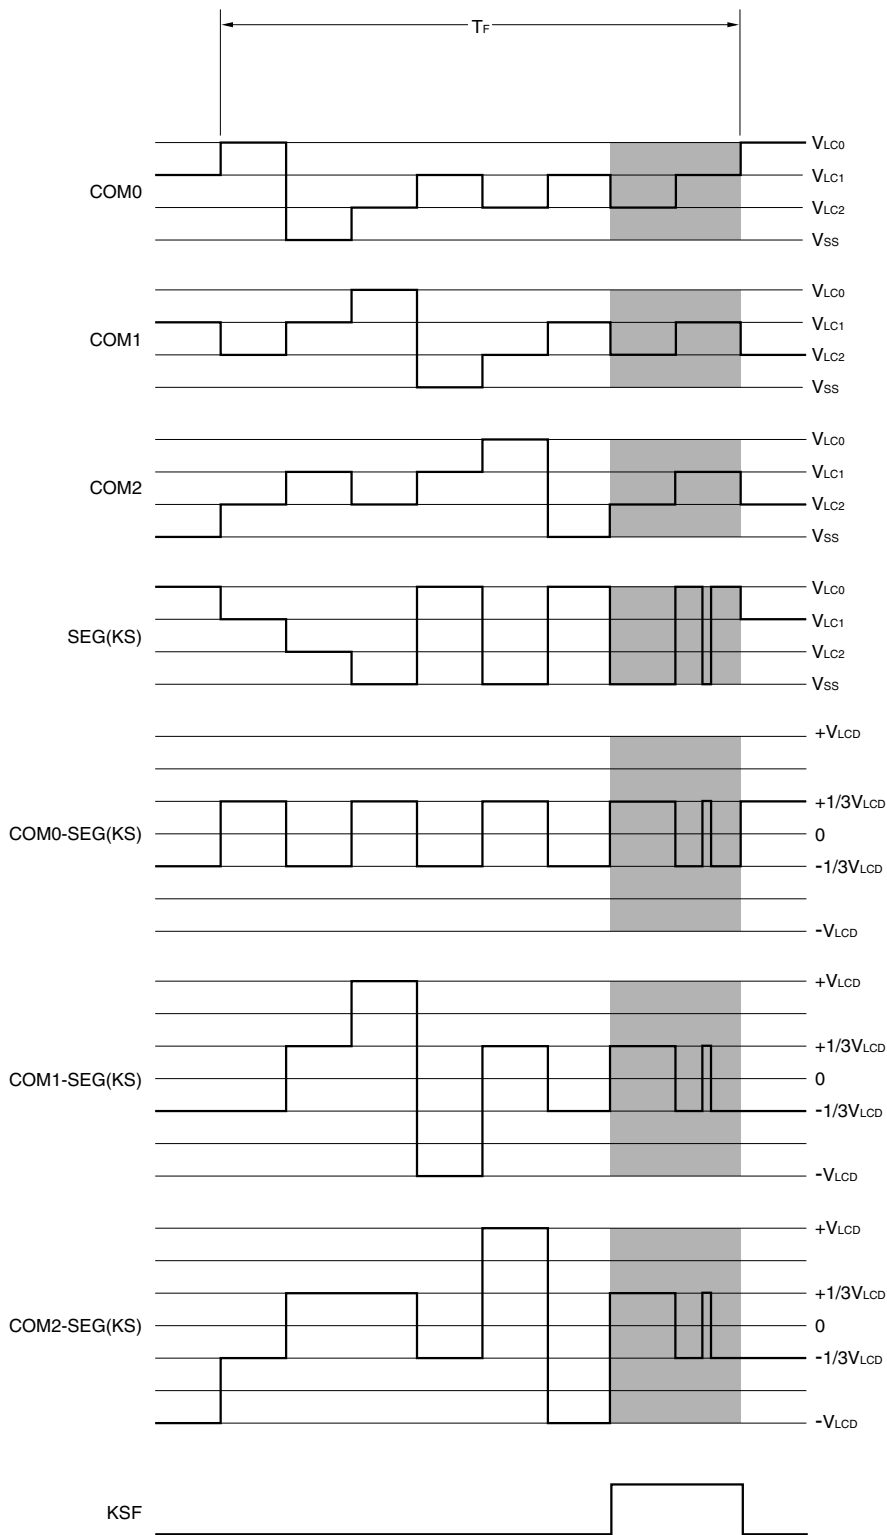 TF
VLC0
VLC1
COM0
VLC2
VSS
VLC0
VLC1
COM1
VLC2
VSS
VLC0
VLC1
COM2
VLC2
VSS
VLC0
VLC1
SEG(KS)
VLC2
VSS
+VLCD
+1/3VLCD
COM0-SEG(KS)
0
-1/3VLCD
-VLCD
+VLCD
+1/3VLCD
COM1-SEG(KS)
0
-1/3VLCD
-VLCD
+VLCD
+1/3VLCD
COM2-SEG(KS)
0
-1/3VLCD
-VLCD
KSF